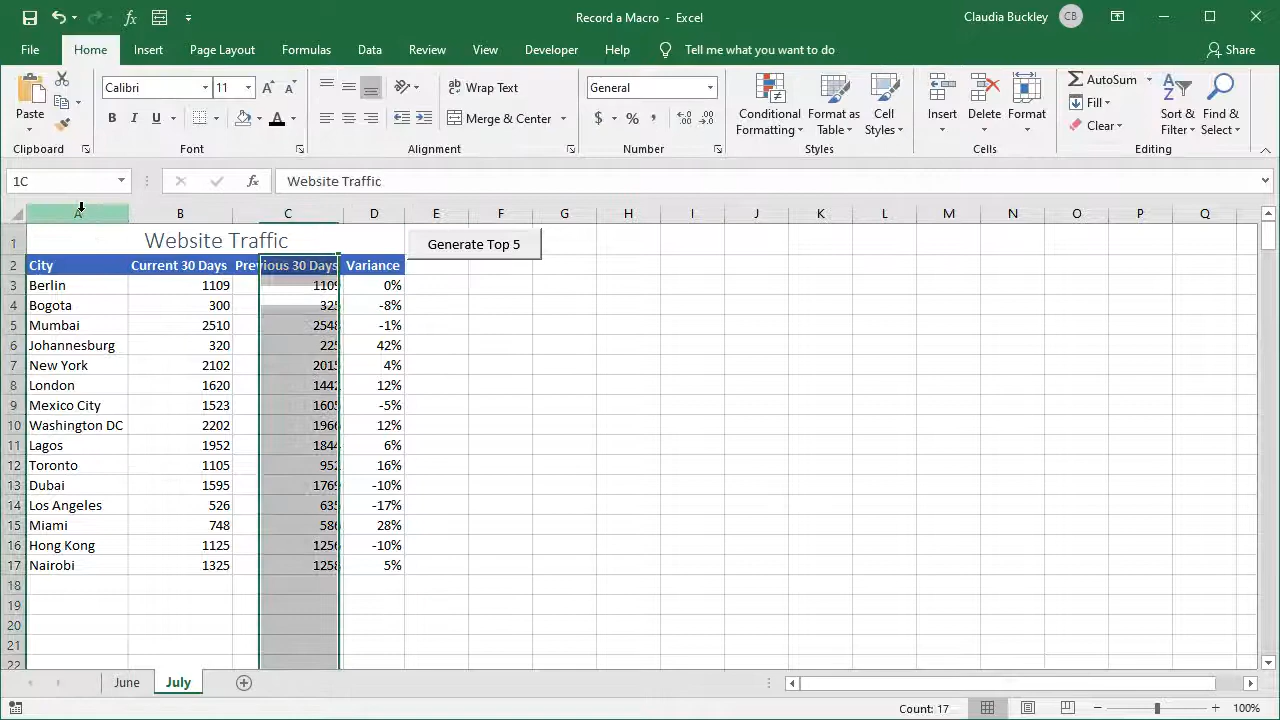 Record a Macro - Excel
Claudia Buckley CB
File Home Insert Page Layout Formulas Data Review View Developer Help Tell me what you want to do Share
Calibri 11 Wrap Text General AutoSum
Paste Merge & Center Conditional Formatting Format as Table Cell Styles Insert Delete Format Fill Clear Sort & Filter Find & Select
Clipboard Font Alignment Number Styles Cells Editing
1C Website Traffic
A B C D E F G H I J K L M N O P Q
1 Website Traffic Generate Top 5
2 City Current 30 Days Previous 30 Days Variance
3 Berlin 1109 1109 0%
4 Bogota 300 325 -8%
5 Mumbai 2510 2548 -1%
6 Johannesburg 320 225 42%
7 New York 2102 2015 4%
8 London 1620 1442 12%
9 Mexico City 1523 1605 -5%
10 Washington DC 2202 1966 12%
11 Lagos 1952 1844 6%
12 Toronto 1105 952 16%
13 Dubai 1595 1769 -10%
14 Los Angeles 526 635 -17%
15 Miami 748 586 28%
16 Hong Kong 1125 1256 -10%
17 Nairobi 1325 1258 5%
18
19
20
21
22
June July
Count: 17 100%